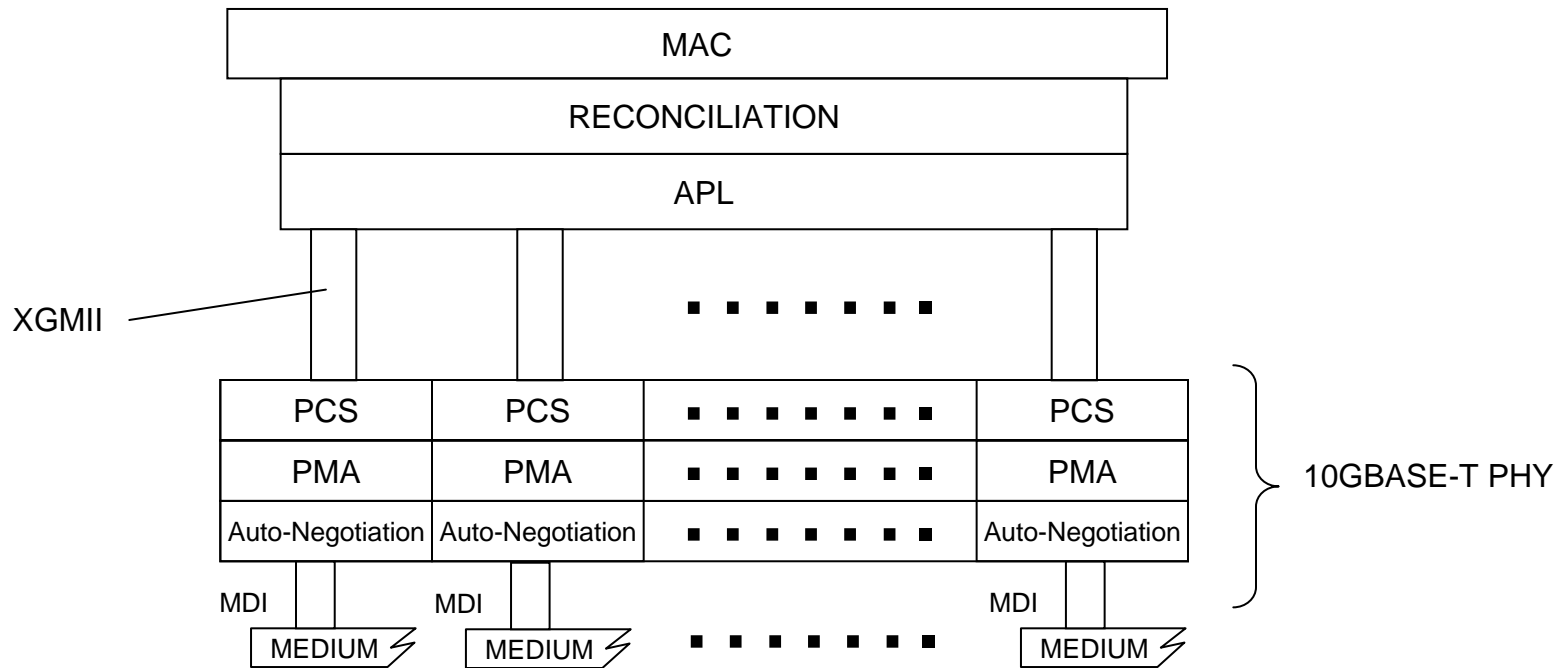 MAC
RECONCILIATION
APL
XGMII
PCS PCS PCS
PMA PMA PMA
10GBASE-T PHY
Auto-Negotiation Auto-Negotiation Auto-Negotiation
MDI MDI MDI
MEDIUM MEDIUM MEDIUM